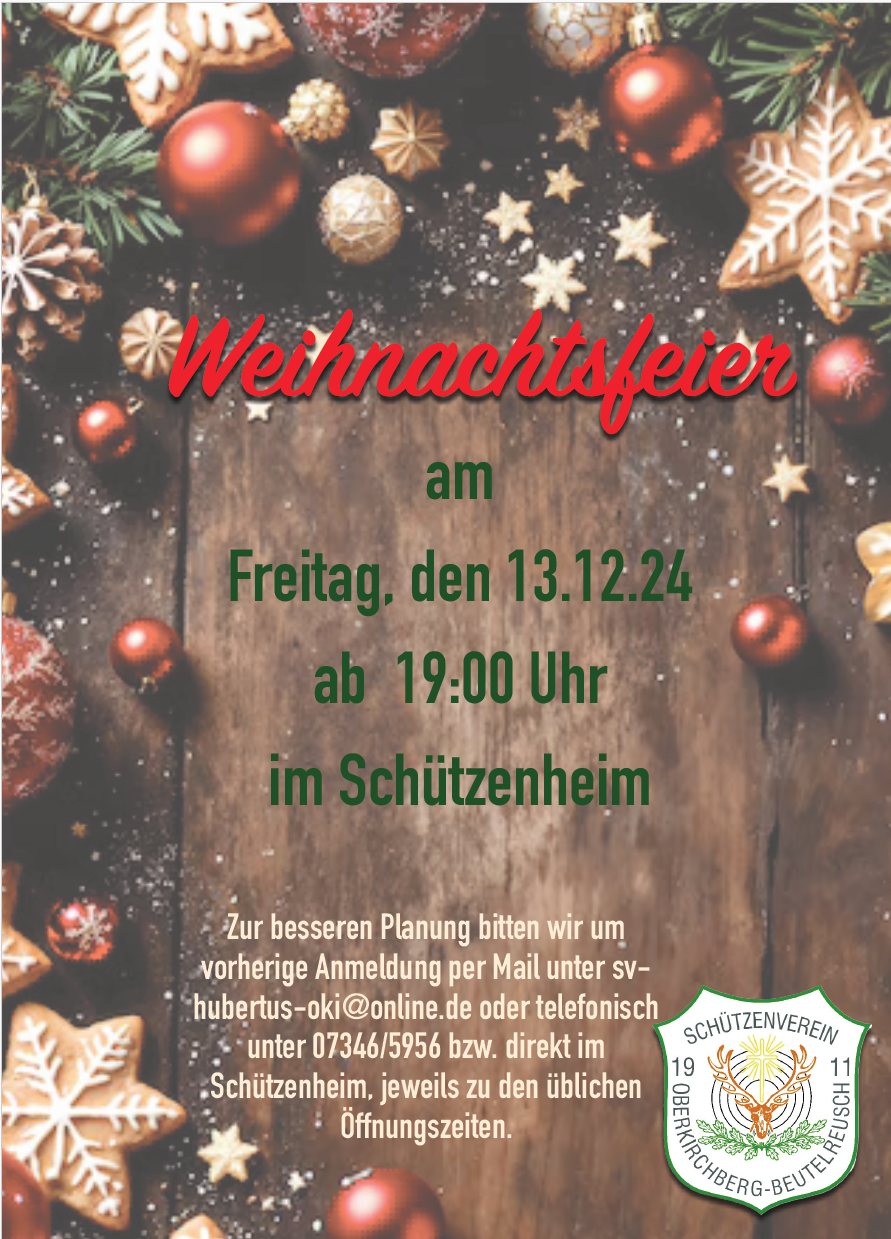 Weihnachtsfeier
am
Freitag, den 13.12.24
ab 19:00 Uhr
im Schützenheim
Zur besseren Planung bitten wir um
vorherige Anmeldung per Mail unter sv-
hubertus-oki@online.de oder telefonisch
unter 07346/5956 bzw. direkt im
Schützenheim, jeweils zu den üblichen
Öffnungszeiten.
SCHÜTZENVEREIN
19 11
OBERKIRCHBERG-BEUTELREUSCH